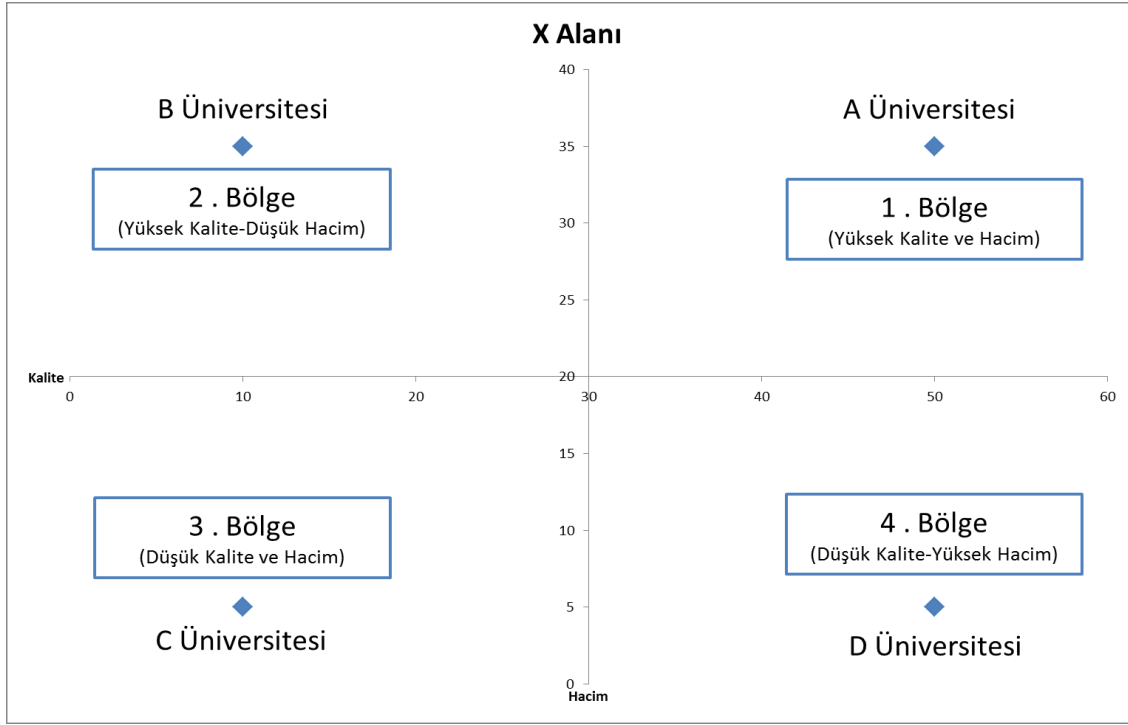 X Alanı
40
B Üniversitesi
A Üniversitesi
35
2 . Bölge
(Yüksek Kalite-Düşük Hacim)
1 . Bölge
(Yüksek Kalite ve Hacim)
30
25
Kalite
20
0 10 20 30 40 50 60
15
3 . Bölge
(Düşük Kalite ve Hacim)
4 . Bölge
(Düşük Kalite-Yüksek Hacim)
10
5
C Üniversitesi
D Üniversitesi
0
Hacim